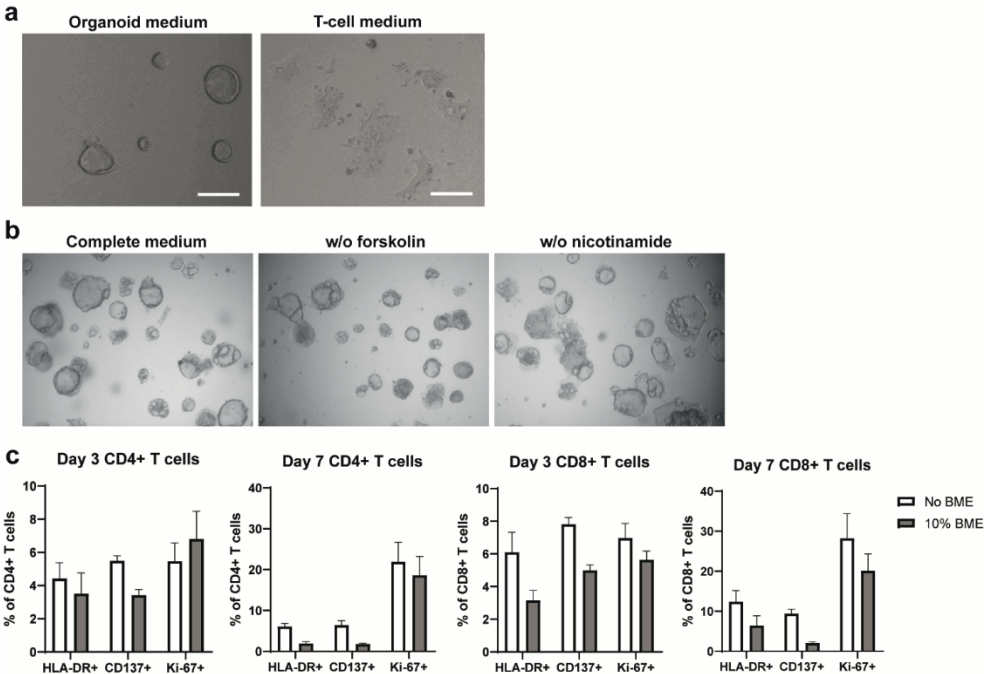 a
Organoid medium
T-cell medium
b
Complete medium
w/o forskolin
w/o nicotinamide
c
Day 3 CD4+ T cells
% of CD4+ T cells
10
8
6
4
2
0
HLA-DR+ CD137+ Ki-67+
Day 7 CD4+ T cells
% of CD4+ T cells
40
30
20
10
0
HLA-DR+ CD137+ Ki-67+
Day 3 CD8+ T cells
% of CD8+ T cells
10
8
6
4
2
0
HLA-DR+ CD137+ Ki-67+
Day 7 CD8+ T cells
% of CD8+ T cells
40
30
20
10
0
HLA-DR+ CD137+ Ki-67+
No BME
10% BME